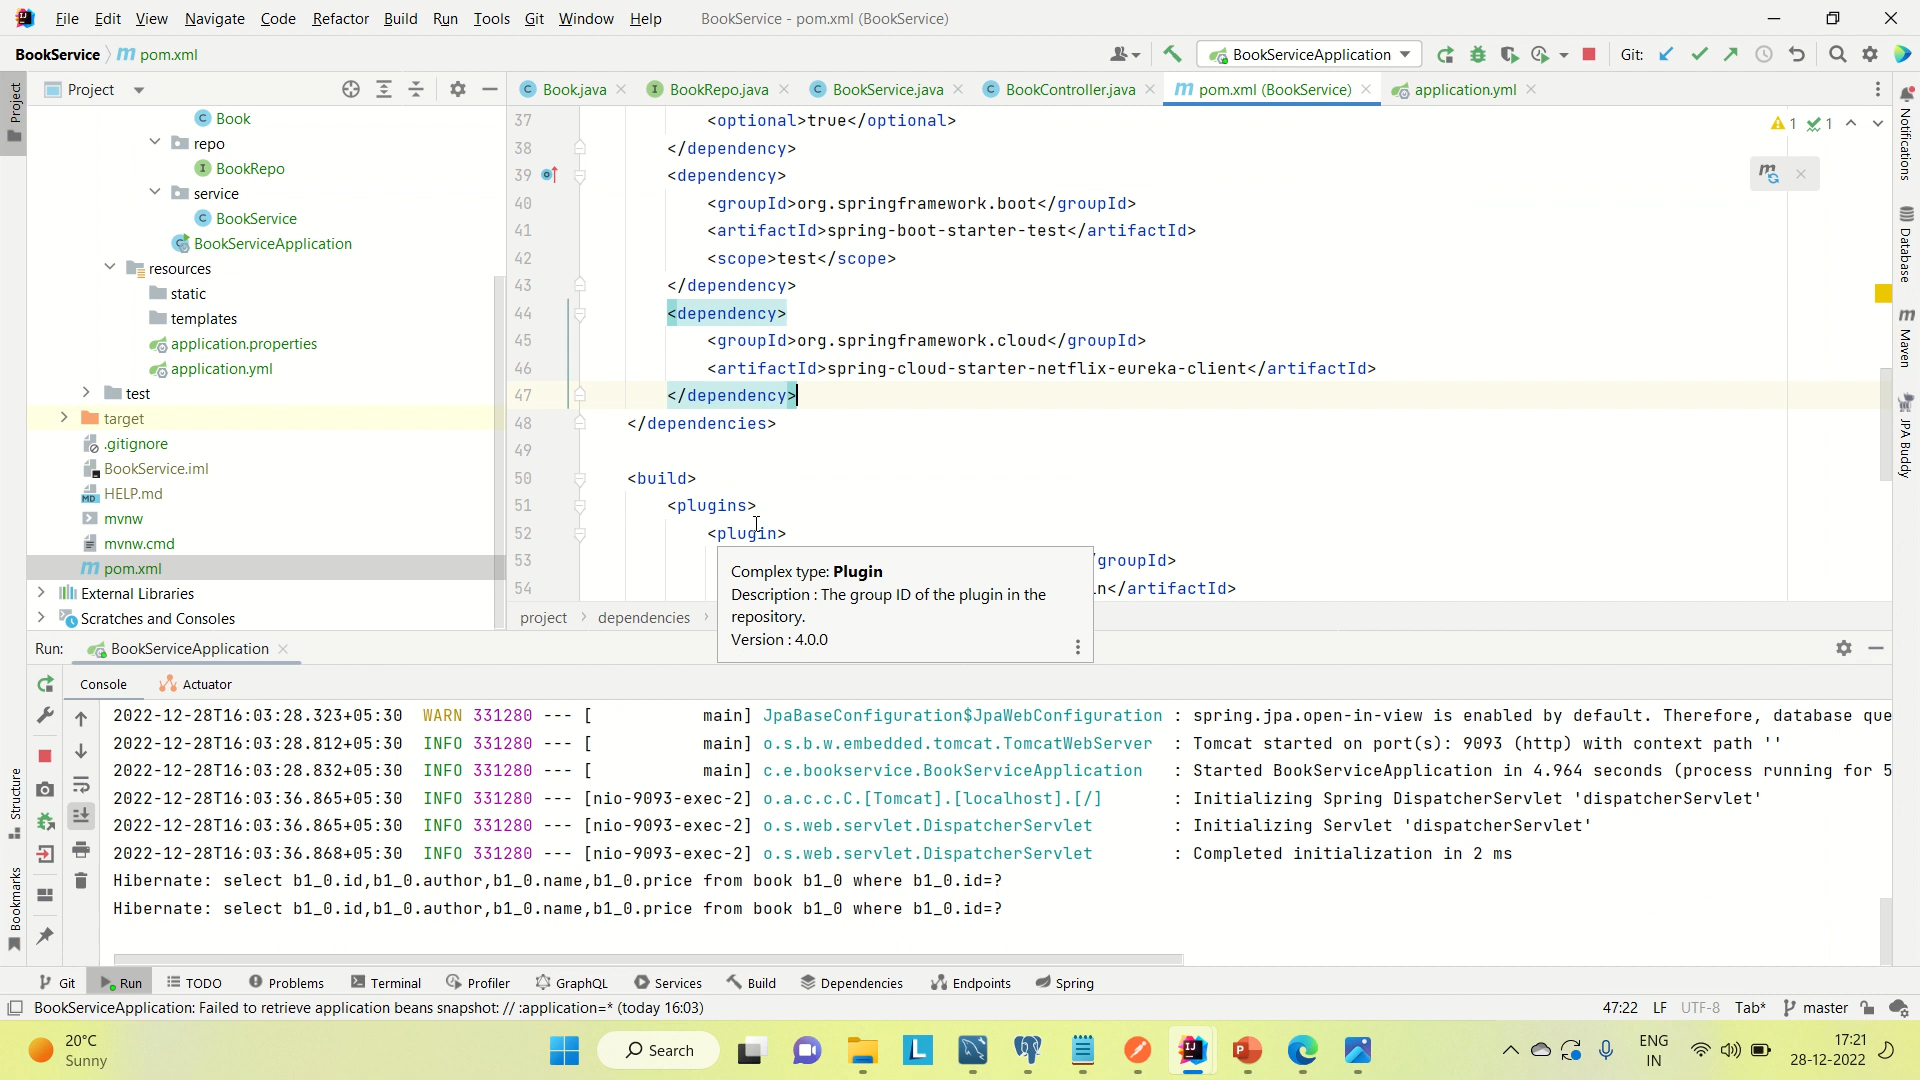 File Edit View Navigate Code Refactor Build Run Tools Git Window Help BookService - pom.xml (BookService)
BookService pom.xml BookServiceApplication Git:
Project
Book.java BookRepo.java BookService.java BookController.java pom.xml (BookService) application.yml
Project
Book
repo
BookRepo
service
BookService
BookServiceApplication
resources
static
templates
application.properties
application.yml
test
target
.gitignore
BookService.iml
HELP.md
mvnw
mvnw.cmd
pom.xml
External Libraries
Scratches and Consoles
37 <optional>true</optional>
38 </dependency>
39 <dependency>
40 <groupId>org.springframework.boot</groupId>
41 <artifactId>spring-boot-starter-test</artifactId>
42 <scope>test</scope>
43 </dependency>
44 <dependency>
45 <groupId>org.springframework.cloud</groupId>
46 <artifactId>spring-cloud-starter-netflix-eureka-client</artifactId>
47 </dependency>
48 </dependencies>
49
50 <build>
51 <plugins>
52 <plugin>
53 /groupId>
54 n</artifactId>
1 1
Complex type: Plugin
Description : The group ID of the plugin in the
repository.
Version : 4.0.0
project dependencies
Notifications
Database
Maven
JPA Buddy
Run: BookServiceApplication
Console Actuator
2022-12-28T16:03:28.323+05:30 WARN 331280 --- [ main] JpaBaseConfiguration$JpaWebConfiguration : spring.jpa.open-in-view is enabled by default. Therefore, database que
2022-12-28T16:03:28.812+05:30 INFO 331280 --- [ main] o.s.b.w.embedded.tomcat.TomcatWebServer : Tomcat started on port(s): 9093 (http) with context path ''
2022-12-28T16:03:28.832+05:30 INFO 331280 --- [ main] c.e.bookservice.BookServiceApplication : Started BookServiceApplication in 4.964 seconds (process running for 5
2022-12-28T16:03:36.865+05:30 INFO 331280 --- [nio-9093-exec-2] o.a.c.c.C.[Tomcat].[localhost].[/] : Initializing Spring DispatcherServlet 'dispatcherServlet'
2022-12-28T16:03:36.865+05:30 INFO 331280 --- [nio-9093-exec-2] o.s.web.servlet.DispatcherServlet : Initializing Servlet 'dispatcherServlet'
2022-12-28T16:03:36.868+05:30 INFO 331280 --- [nio-9093-exec-2] o.s.web.servlet.DispatcherServlet : Completed initialization in 2 ms
Hibernate: select b1_0.id,b1_0.author,b1_0.name,b1_0.price from book b1_0 where b1_0.id=?
Hibernate: select b1_0.id,b1_0.author,b1_0.name,b1_0.price from book b1_0 where b1_0.id=?
Structure
Bookmarks
Git Run TODO Problems Terminal Profiler GraphQL Services Build Dependencies Endpoints Spring
BookServiceApplication: Failed to retrieve application beans snapshot: // :application=* (today 16:03) 47:22 LF UTF-8 Tab* master
20°C
Sunny
Search
ENG
IN
17:21
28-12-2022